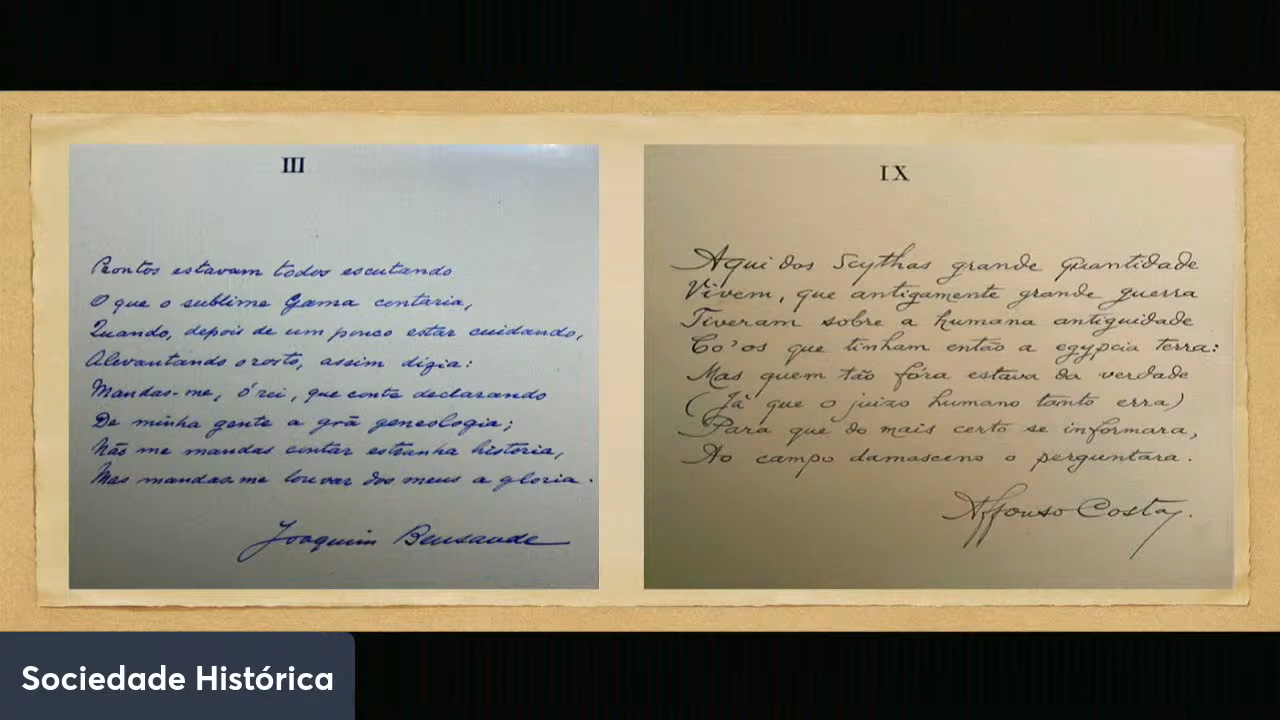 III
Prontos estavam todos escutando
O que o sublime Gama contaria,
Quando, depois de um pouco estar cuidando,
Alevantando o rosto, assim dizia:
Mandas-me, ó rei, que conte declarando
De minha gente a grã geneologia;
Não me mandas contar estranha história,
Mas mandas-me louvar dos meus a gloria.
Joaquim Bensaude
IX
Aqui dos Scythas grande quantidade
Vivem, que antigamente grande guerra
Tiveram sobre a humana antiguidade
Co'os que tinham então a egypcia terra:
Mas quem tão fóra estava da verdade
(Já que o juizo humano tanto erra)
Para que do mais certo se informara,
Ao campo damasceno o perguntara.
Affonso Costa.
Sociedade Histórica